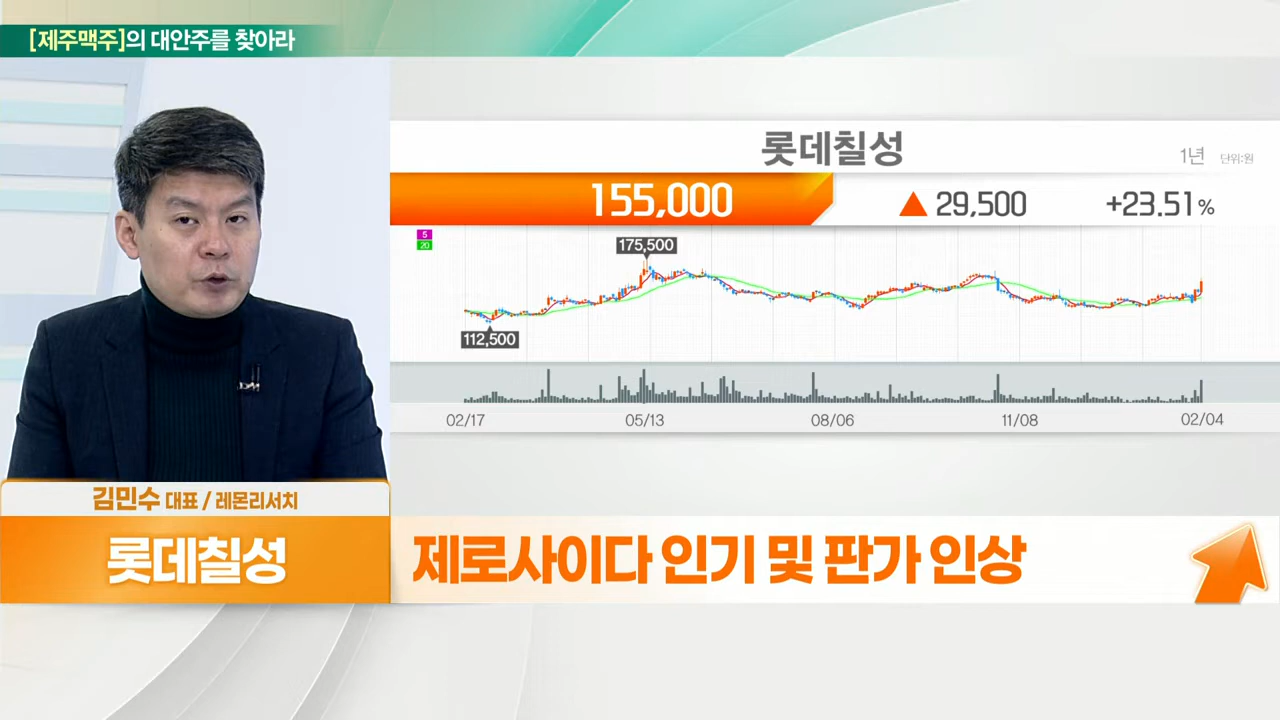 [제주맥주]의 대안주를 찾아라
롯데칠성
1년 단위:원
155,000 ▲ 29,500 +23.51%
5
20
175,500
112,500
02/17 05/13 08/06 11/08 02/04
김민수 대표 / 레몬리서치
롯데칠성
제로사이다 인기 및 판가 인상